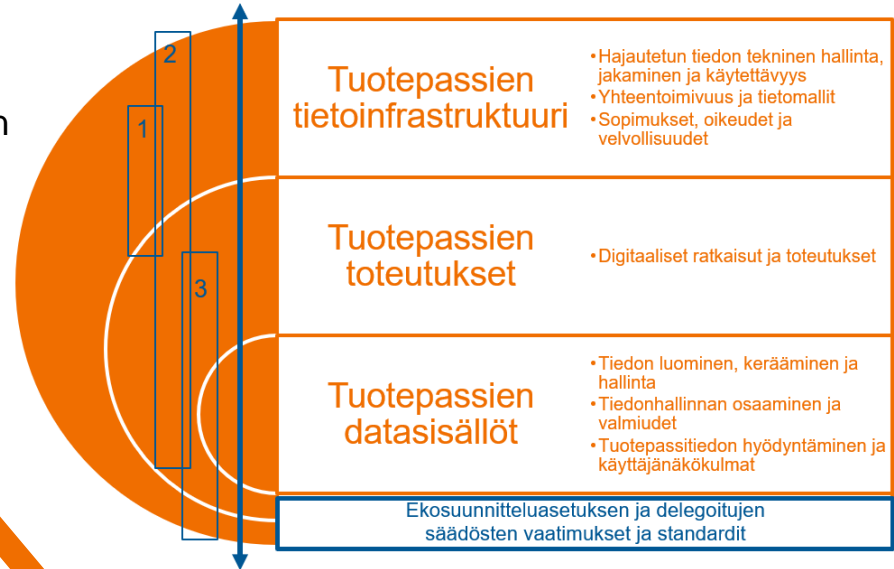 n
2
1
3
Tuotepassien
tietoinfrastruktuuri
•Hajautetun tiedon tekninen hallinta,
jakaminen ja käytettävyys
•Yhteentoimivuus ja tietomallit
•Sopimukset, oikeudet ja
velvollisuudet
Tuotepassien
toteutukset
•Digitaaliset ratkaisut ja toteutukset
Tuotepassien
datasisällöt
•Tiedon luominen, kerääminen ja
hallinta
•Tiedonhallinnan osaaminen ja
valmiudet
•Tuotepassitiedon hyödyntäminen ja
käyttäjänäkökulmat
Ekosuunnitteluasetuksen ja delegoitujen
säädösten vaatimukset ja standardit